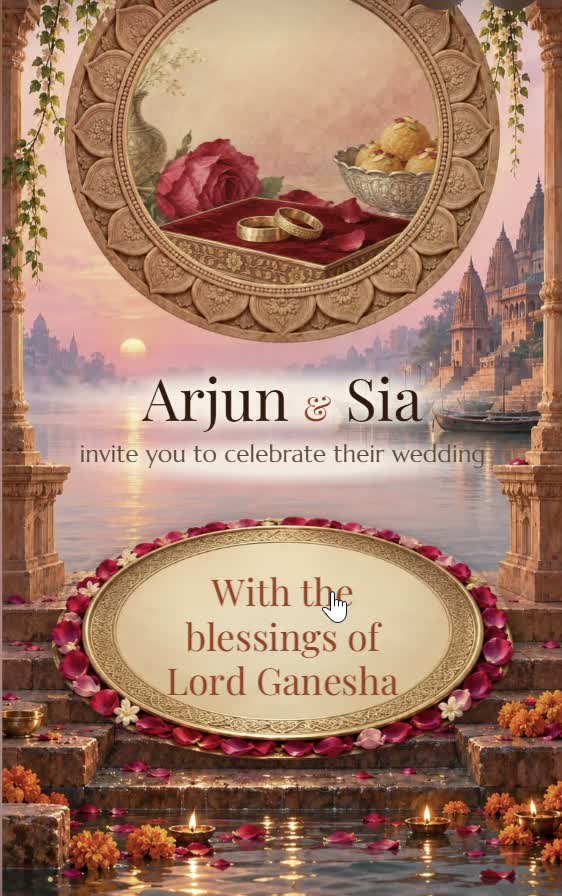 Arjun & Sia
invite you to celebrate their wedding
With the
blessings of
Lord Ganesha